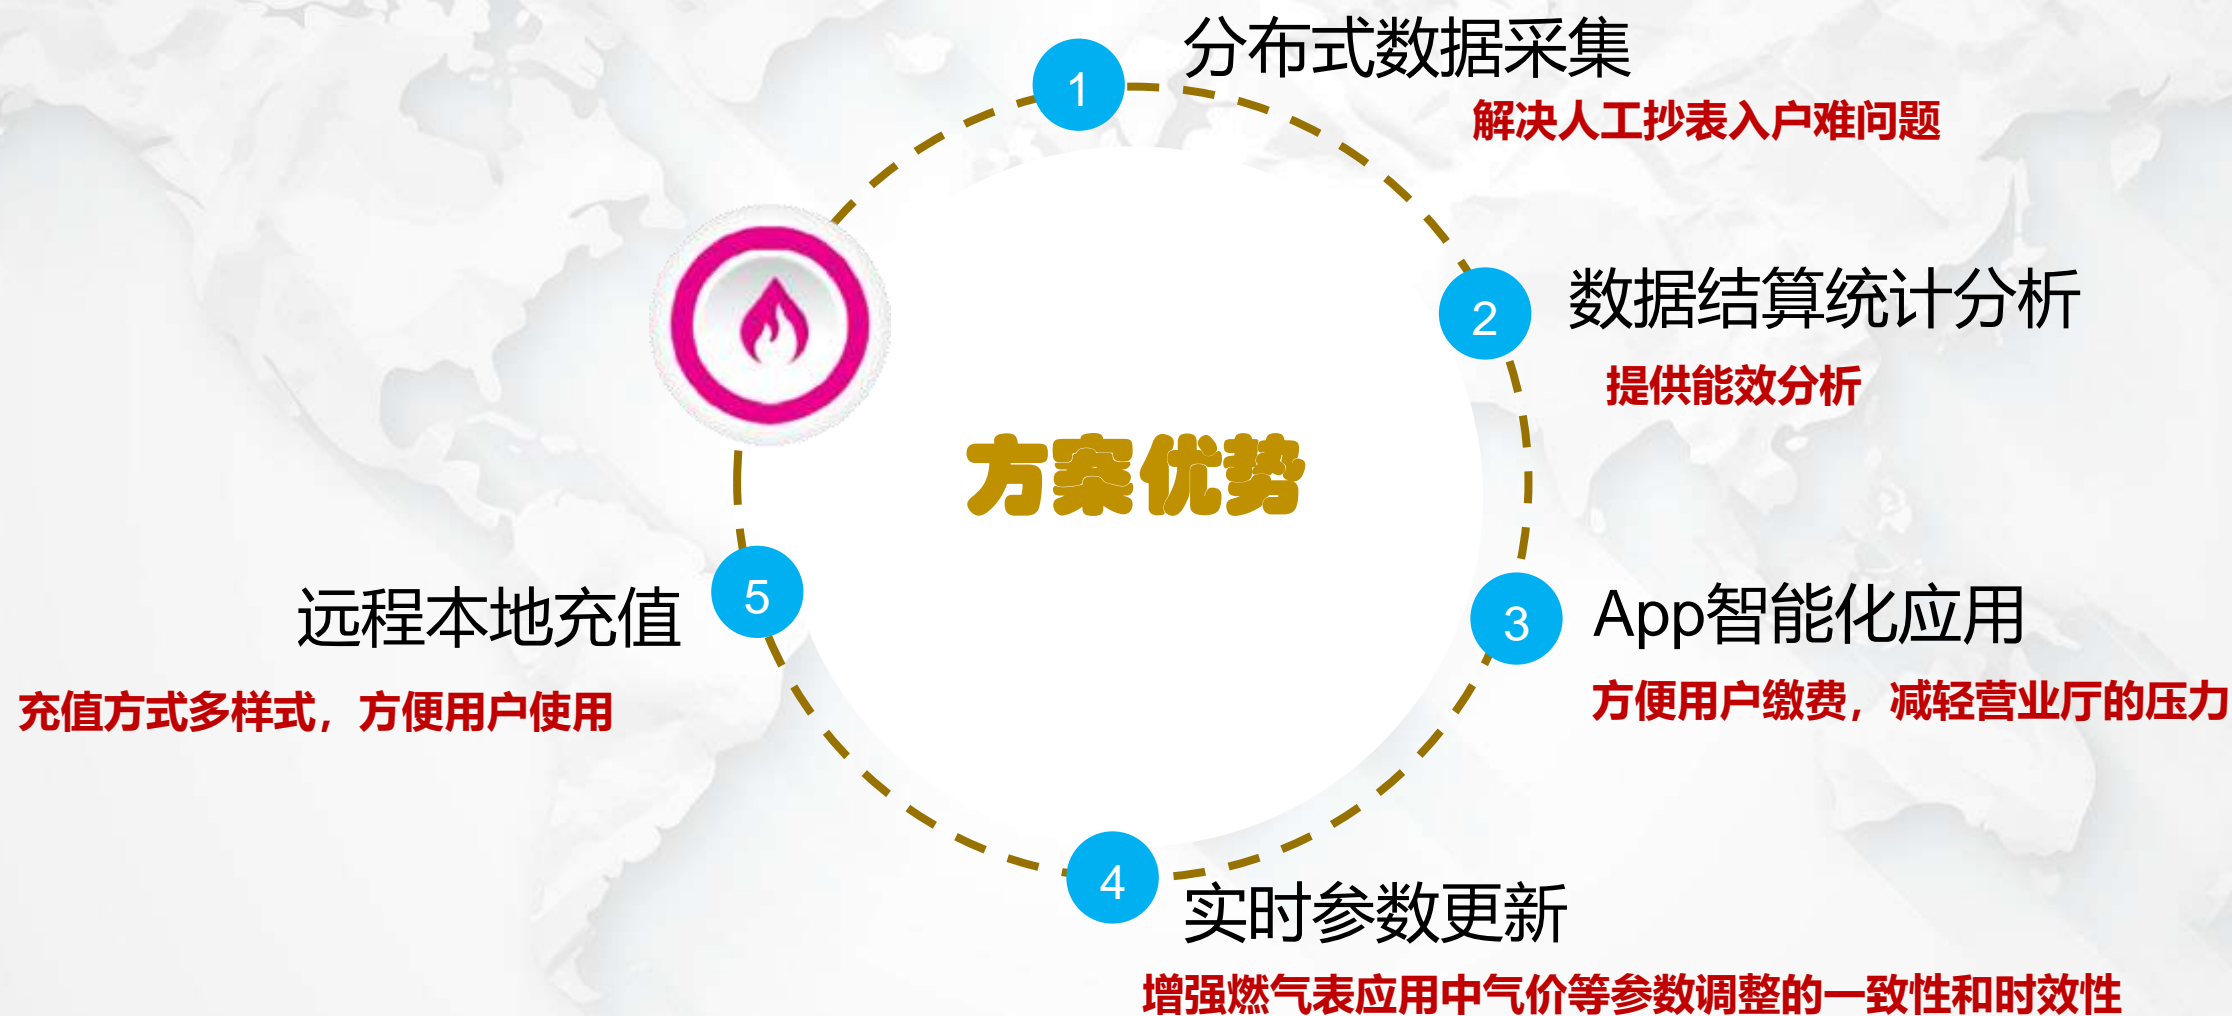 1
分布式数据采集
解决人工抄表入户难问题
2
数据结算统计分析
提供能效分析
方案优势
3
App智能化应用
方便用户缴费，减轻营业厅的压力
4
实时参数更新
增强燃气表应用中气价等参数调整的一致性和时效性
5
远程本地充值
充值方式多样式，方便用户使用